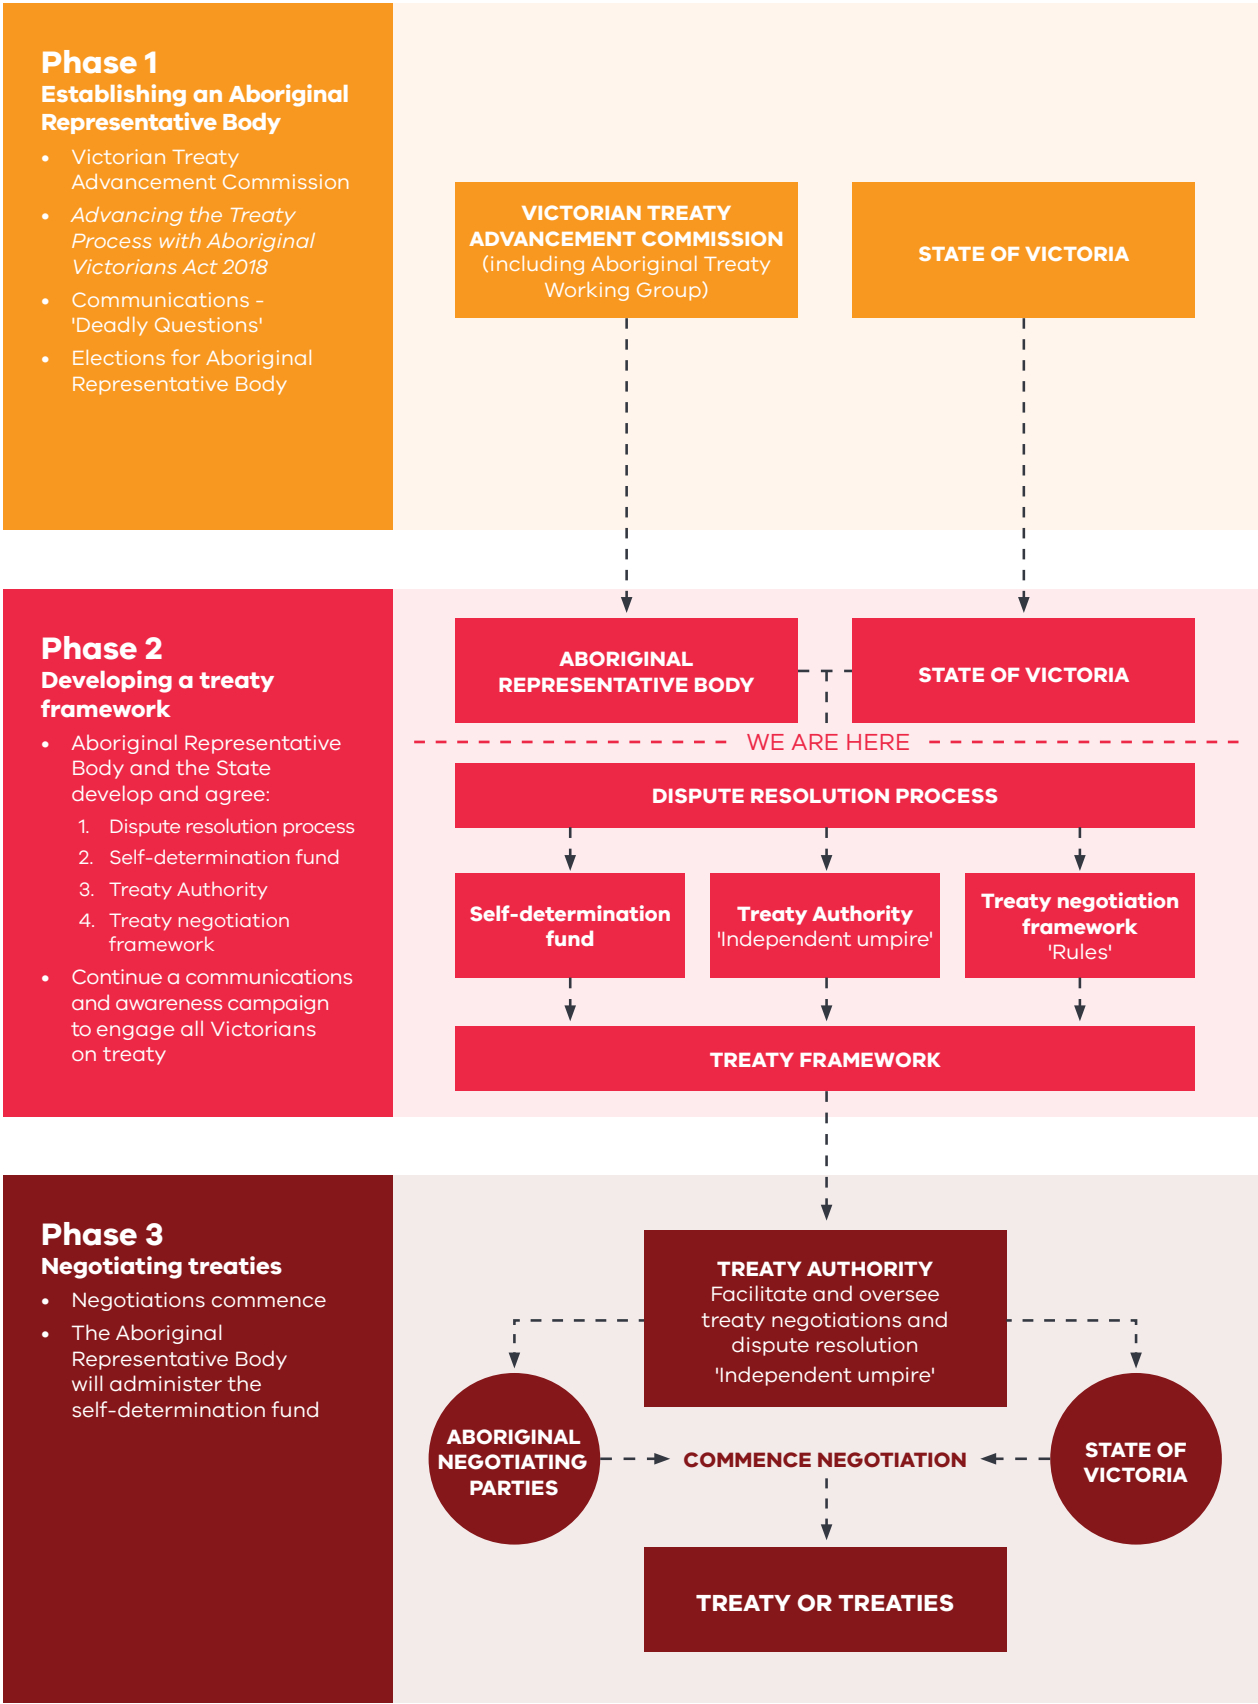 Phase 1
Establishing an Aboriginal
Representative Body
• Victorian Treaty
Advancement Commission
• Advancing the Treaty
Process with Aboriginal
Victorians Act 2018
• Communications -
'Deadly Questions'
• Elections for Aboriginal
Representative Body
VICTORIAN TREATY
ADVANCEMENT COMMISSION
(including Aboriginal Treaty
Working Group)
STATE OF VICTORIA
Phase 2
Developing a treaty
framework
• Aboriginal Representative
Body and the State
develop and agree:
1. Dispute resolution process
2. Self-determination fund
3. Treaty Authority
4. Treaty negotiation
framework
• Continue a communications
and awareness campaign
to engage all Victorians
on treaty
ABORIGINAL
REPRESENTATIVE BODY
STATE OF VICTORIA
WE ARE HERE
DISPUTE RESOLUTION PROCESS
Self-determination
fund
Treaty Authority
'Independent umpire'
Treaty negotiation
framework
'Rules'
TREATY FRAMEWORK
Phase 3
Negotiating treaties
• Negotiations commence
• The Aboriginal
Representative Body
will administer the
self-determination fund
TREATY AUTHORITY
Facilitate and oversee
treaty negotiations and
dispute resolution
'Independent umpire'
ABORIGINAL
NEGOTIATING
PARTIES
COMMENCE NEGOTIATION
STATE OF
VICTORIA
TREATY OR TREATIES